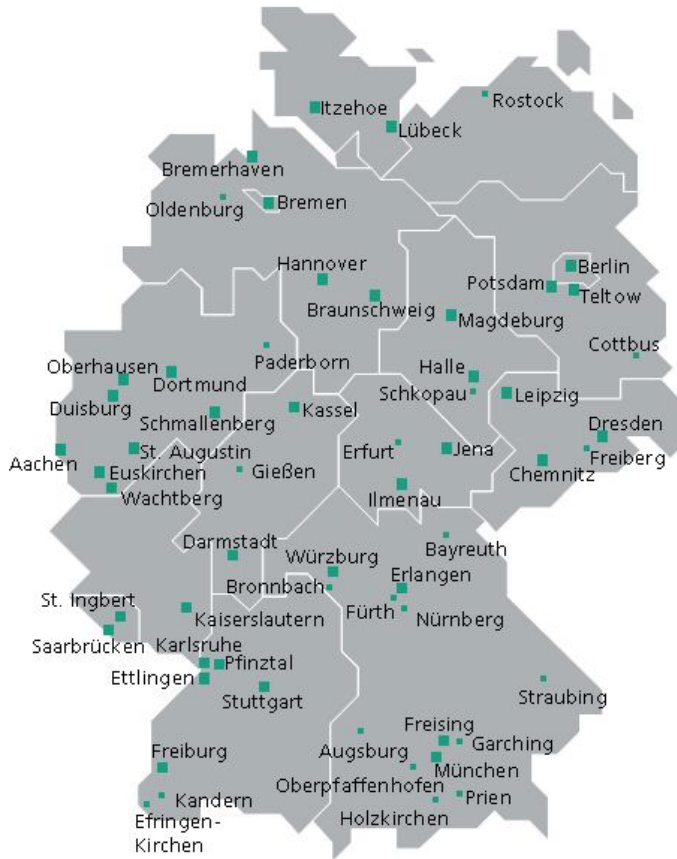 Itzehoe
Rostock
Lübeck
Bremerhaven
Oldenburg
Bremen
Hannover
Berlin
Potsdam
Teltow
Braunschweig
Magdeburg
Cottbus
Paderborn
Oberhausen
Dortmund
Halle
Schkopau
Leipzig
Duisburg
Schmallenberg
Kassel
Dresden
Aachen
St. Augustin
Erfurt
Jena
Freiberg
Euskirchen
Gießen
Chemnitz
Wachtberg
Ilmenau
Darmstadt
Würzburg
Bayreuth
Bronnbach
Erlangen
St. Ingbert
Kaiserslautern
Fürth
Nürnberg
Saarbrücken
Karlsruhe
Pfinztal
Ettlingen
Stuttgart
Straubing
Freising
Garching
Freiburg
Augsburg
München
Oberpfaffenhofen
Kandern
Prien
Holzkirchen
Efringen-
Kirchen